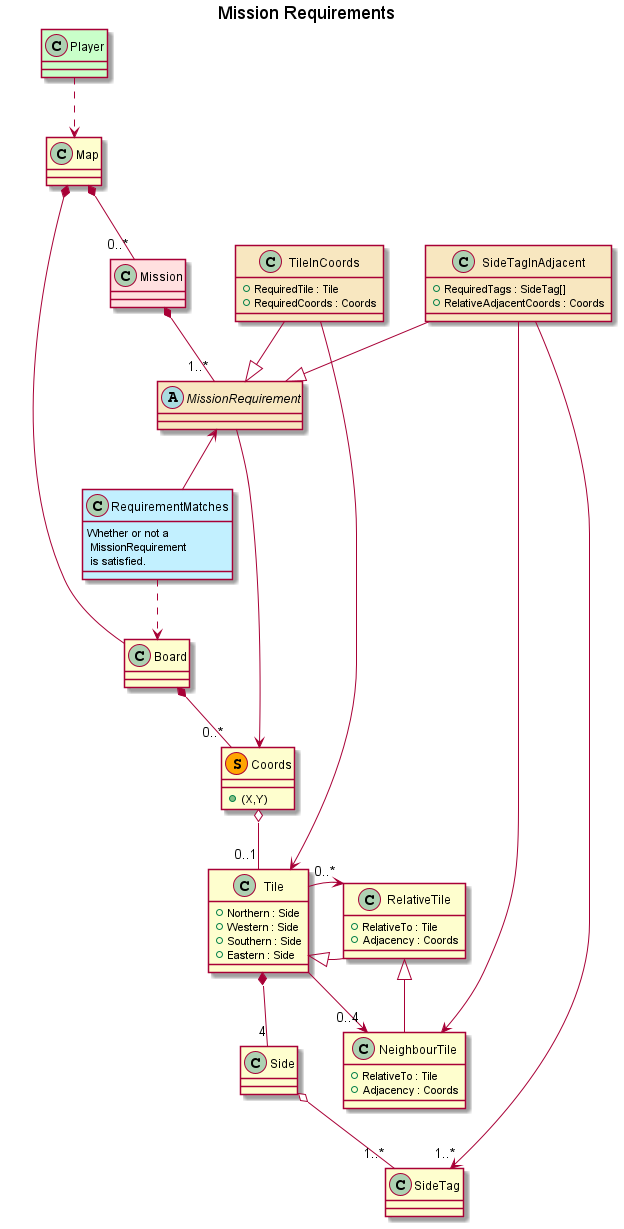 Mission Requirements
C Player
C Map
0..*
C Mission
C TileInCoords
RequiredTile : Tile
RequiredCoords : Coords
C SideTagInAdjacent
RequiredTags : SideTag[]
RelativeAdjacentCoords : Coords
1..*
A MissionRequirement
C RequirementMatches
Whether or not a
MissionRequirement
is satisfied.
C Board
0..*
S Coords
(X,Y)
0..1
C Tile
Northern : Side
Western : Side
Southern : Side
Eastern : Side
0..*
C RelativeTile
RelativeTo : Tile
Adjacency : Coords
0..4
C NeighbourTile
RelativeTo : Tile
Adjacency : Coords
4
C Side
1..*
1..*
C SideTag